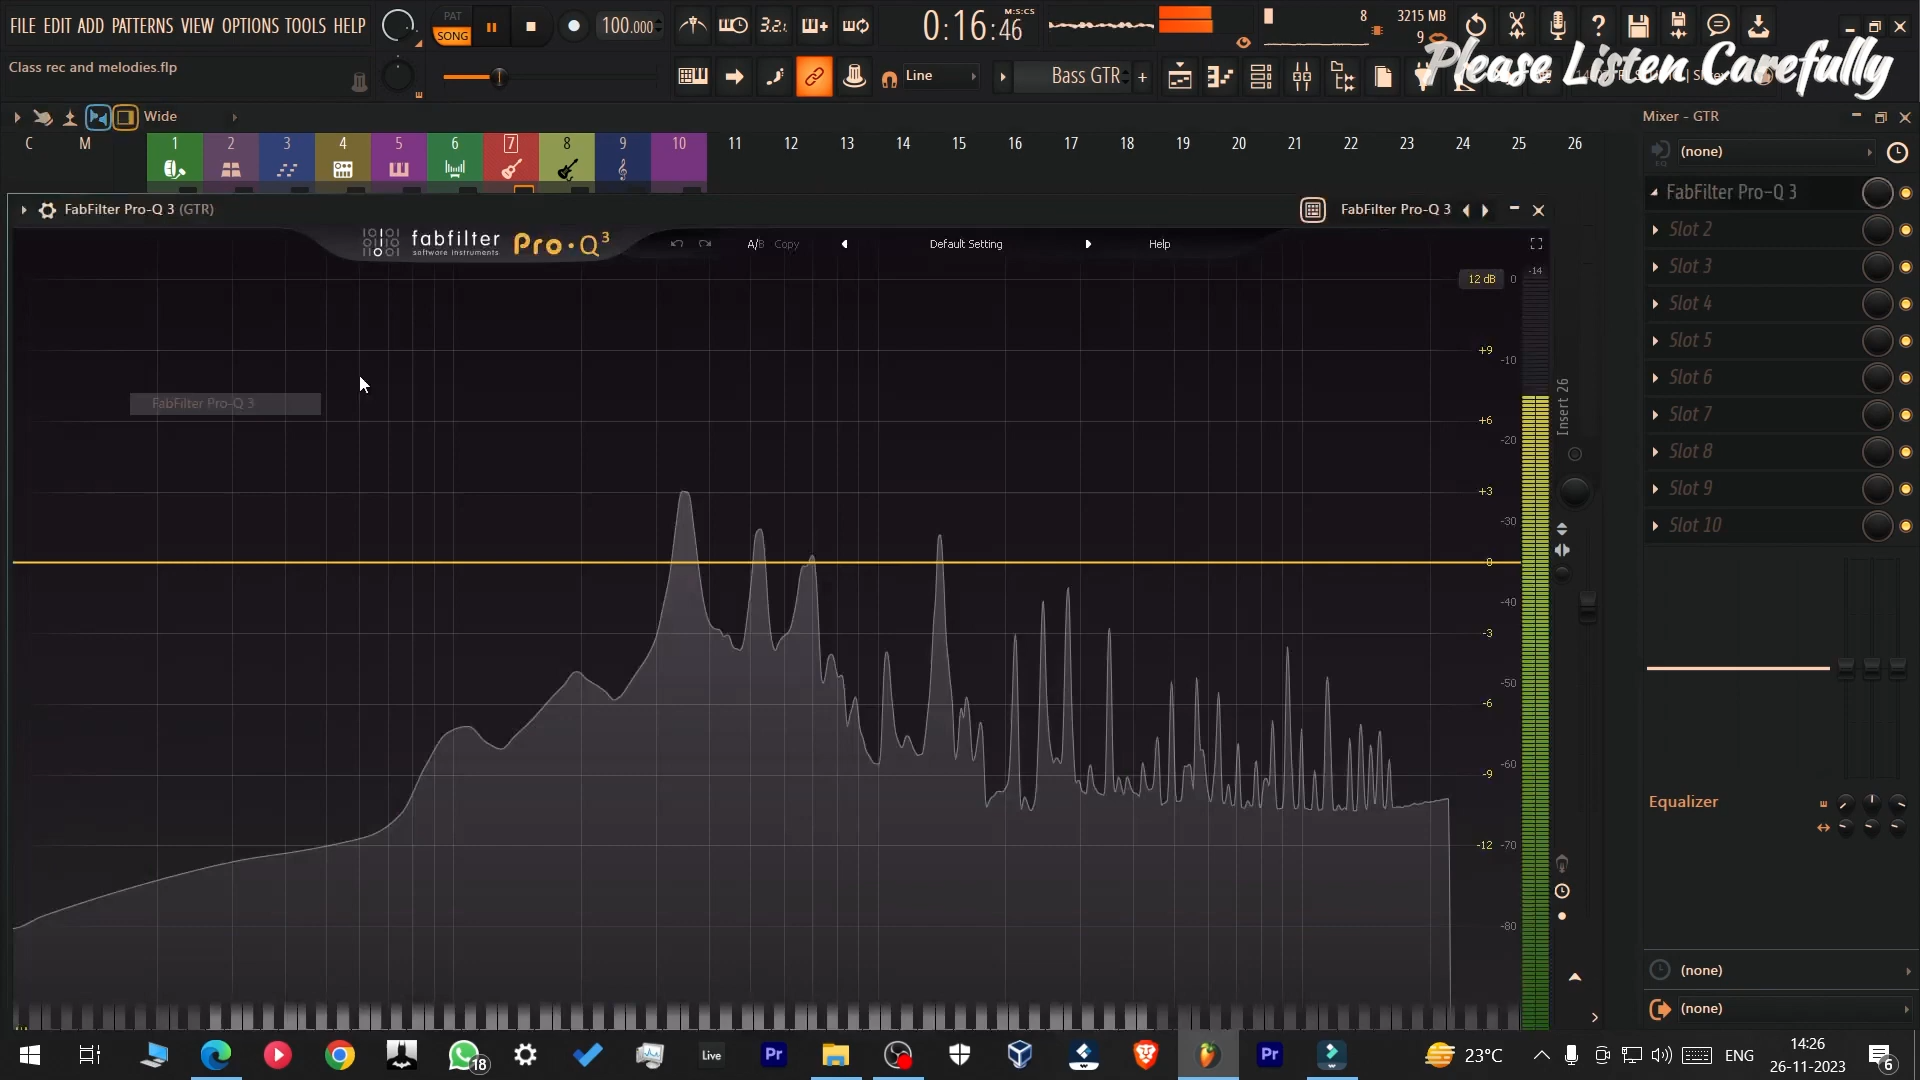 FILE EDIT ADD PATTERNS VIEW OPTIONS TOOLS HELP
PAT
SONG
100.000
3.2.
0:16:46
M:S:CS
8
3215 MB
9
Class rec and melodies.flp
Line
Bass GTR
Please Listen Carefully
Wide
Mixer - GTR
C M 1 2 3 4 5 6 7 8 9 10 11 12 13 14 15 16 17 18 19 20 21 22 23 24 25 26
(none)
FabFilter Pro-Q 3 (GTR)
FabFilter Pro-Q 3
FabFilter Pro-Q 3
fabfilter
software instruments
Pro·Q3
A/B Copy
Default Setting
Help
Slot 2
Slot 3
Slot 4
Slot 5
Slot 6
Slot 7
Slot 8
Slot 9
Slot 10
12 dB 0 -14
+9 -10
+6 -20
+3 -30
0 -40
-3 -50
-6 -60
-9
-12 -70
-80
FabFilter Pro-Q 3
Insert 26
EQ
Equalizer
(none)
(none)
18
Live
Pr
Pr
23°C
ENG
14:26
26-11-2023
6